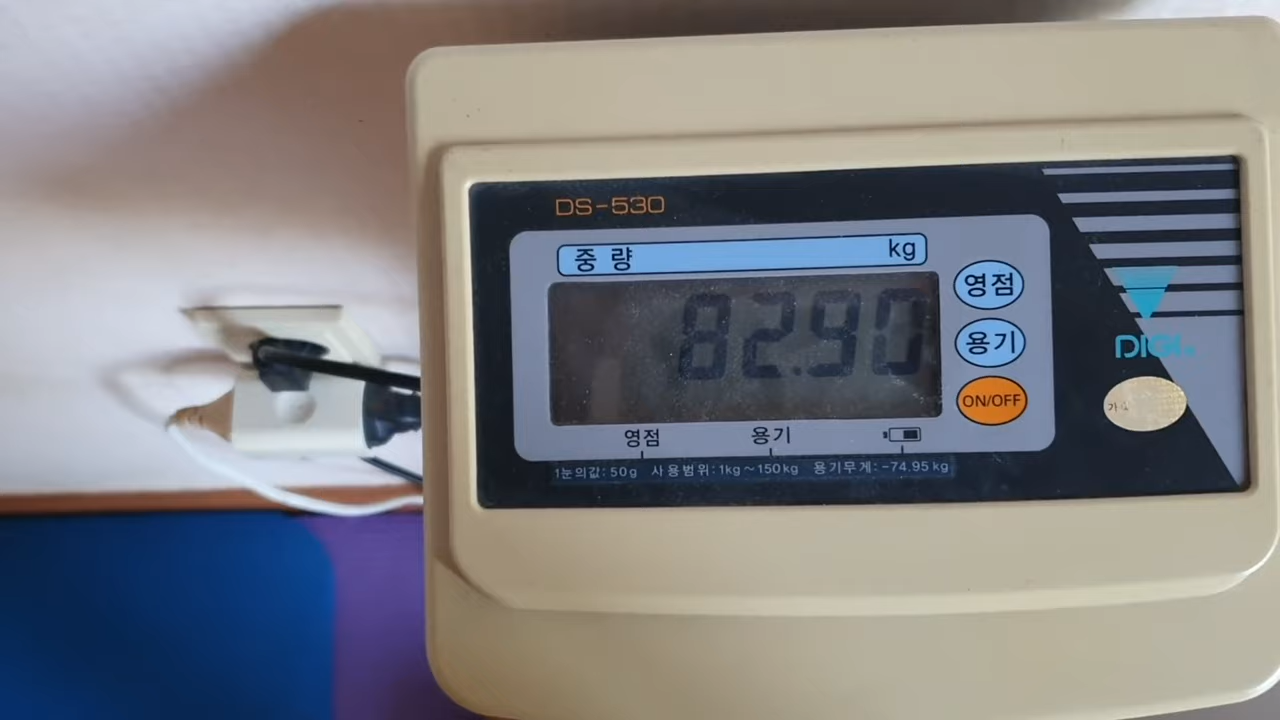 DS-530
중 량 kg
82.90
영점
용기
ON/OFF
DIGI
영점 용기
1눈의값: 50g 사용범위: 1kg~150kg 용기무게: -74.95kg